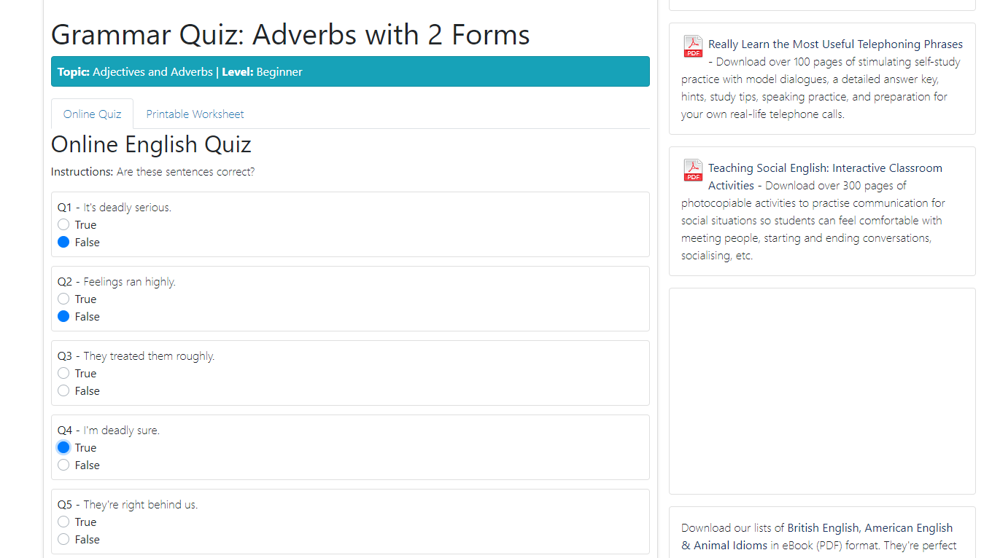 Grammar Quiz: Adverbs with 2 Forms
Topic: Adjectives and Adverbs | Level: Beginner
Online Quiz
Printable Worksheet
Online English Quiz
Instructions: Are these sentences correct?
Q1 - It's deadly serious.
True
False
Q2 - Feelings ran highly.
True
False
Q3 - They treated them roughly.
True
False
Q4 - I'm deadly sure.
True
False
Q5 - They're right behind us.
True
False
PDF
Really Learn the Most Useful Telephoning Phrases
- Download over 100 pages of stimulating self-study
practice with model dialogues, a detailed answer key,
hints, study tips, speaking practice, and preparation for
your own real-life telephone calls.
PDF
Teaching Social English: Interactive Classroom
Activities - Download over 300 pages of
photocopiable activities to practise communication for
social situations so students can feel comfortable with
meeting people, starting and ending conversations,
socialising, etc.
Download our lists of British English, American English
& Animal Idioms in eBook (PDF) format. They're perfect